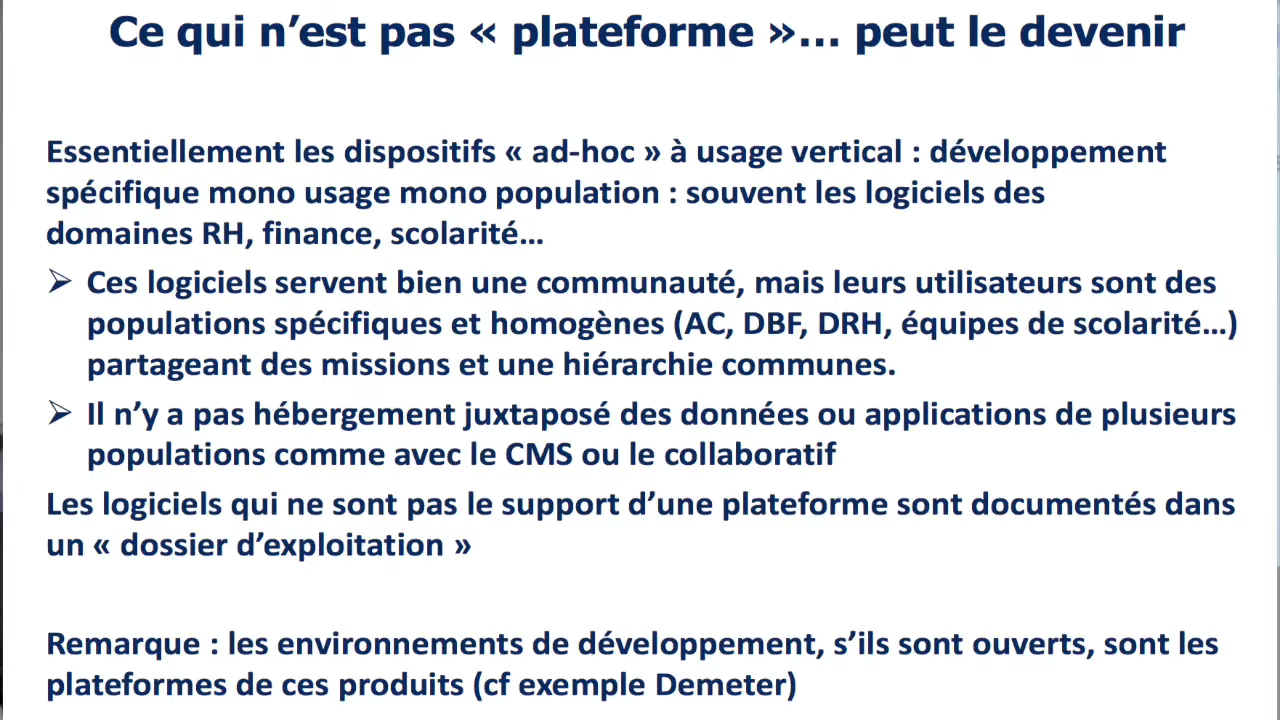 Ce qui n’est pas « plateforme »... peut le devenir
Essentiellement les dispositifs « ad-hoc » à usage vertical : développement
spécifique mono usage mono population : souvent les logiciels des
domaines RH, finance, scolarité…
➢ Ces logiciels servent bien une communauté, mais leurs utilisateurs sont des
populations spécifiques et homogènes (AC, DBF, DRH, équipes de scolarité…)
partageant des missions et une hiérarchie communes.
➢ Il n’y a pas hébergement juxtaposé des données ou applications de plusieurs
populations comme avec le CMS ou le collaboratif
Les logiciels qui ne sont pas le support d’une plateforme sont documentés dans
un « dossier d’exploitation »
Remarque : les environnements de développement, s’ils sont ouverts, sont les
plateformes de ces produits (cf exemple Demeter)